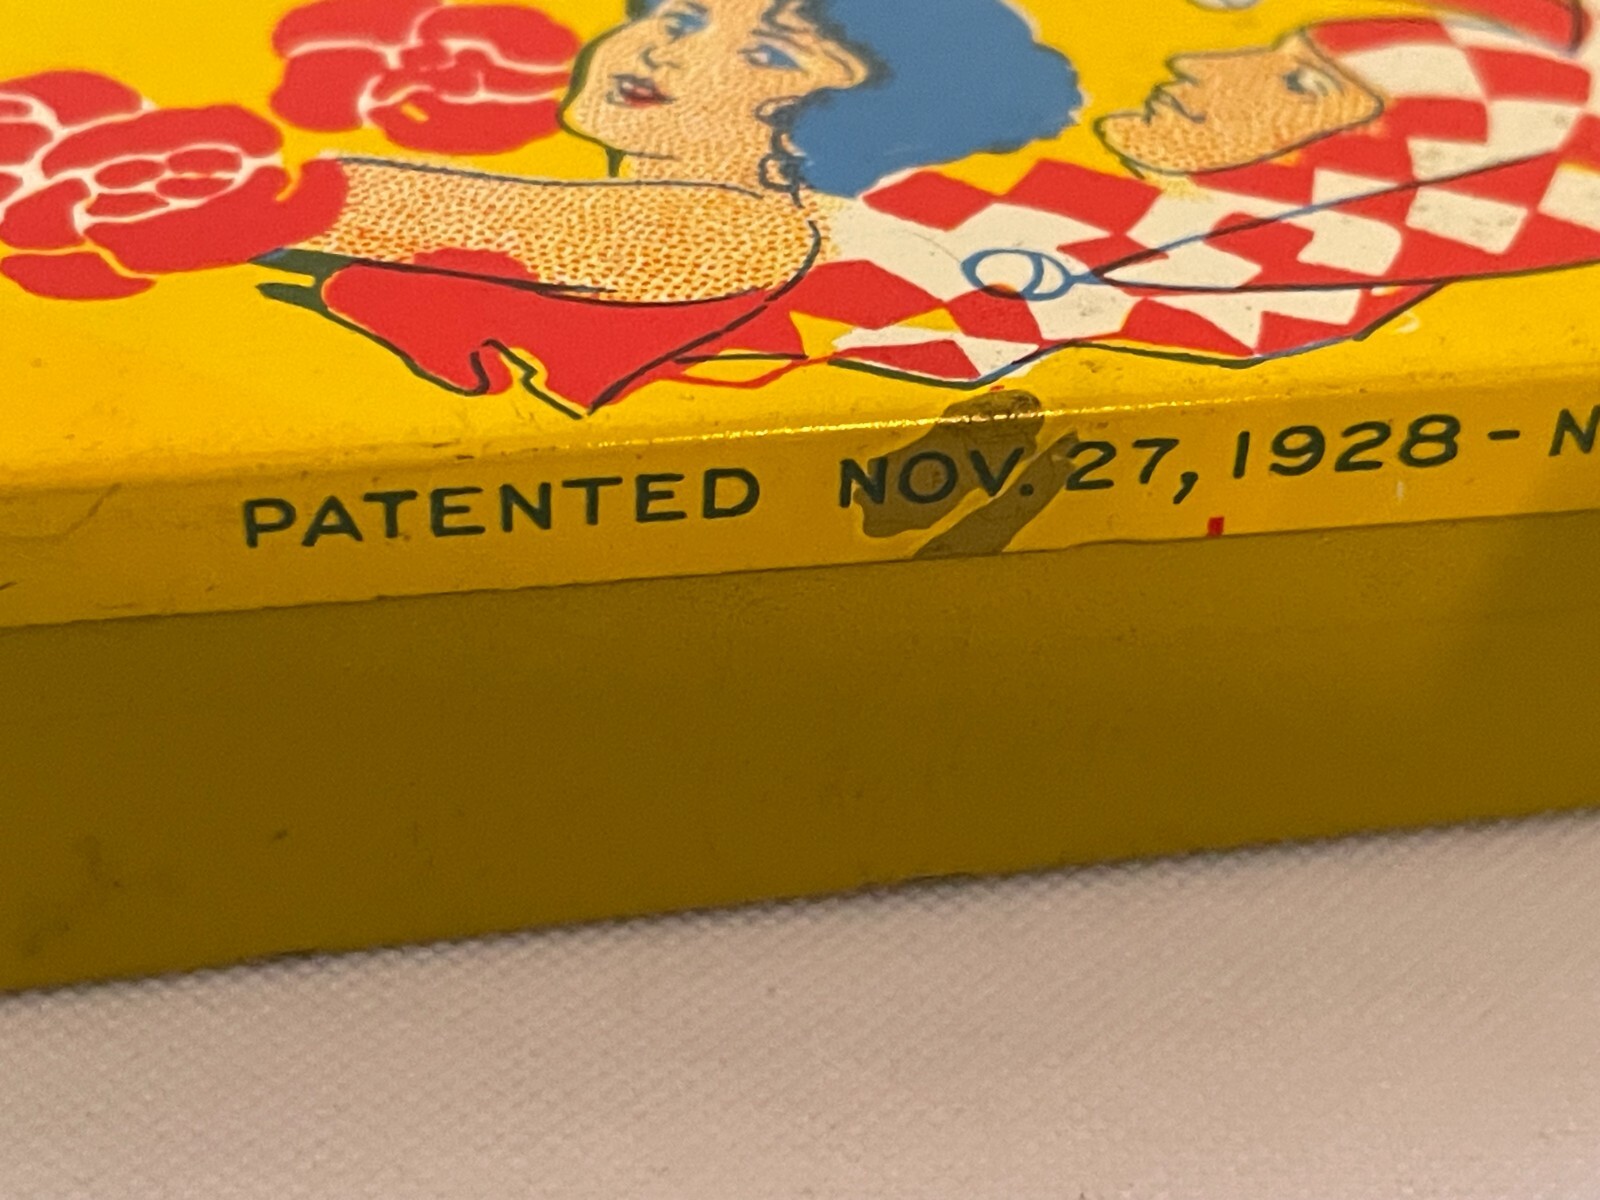 PATENTED NOV. 27, 1928 - N